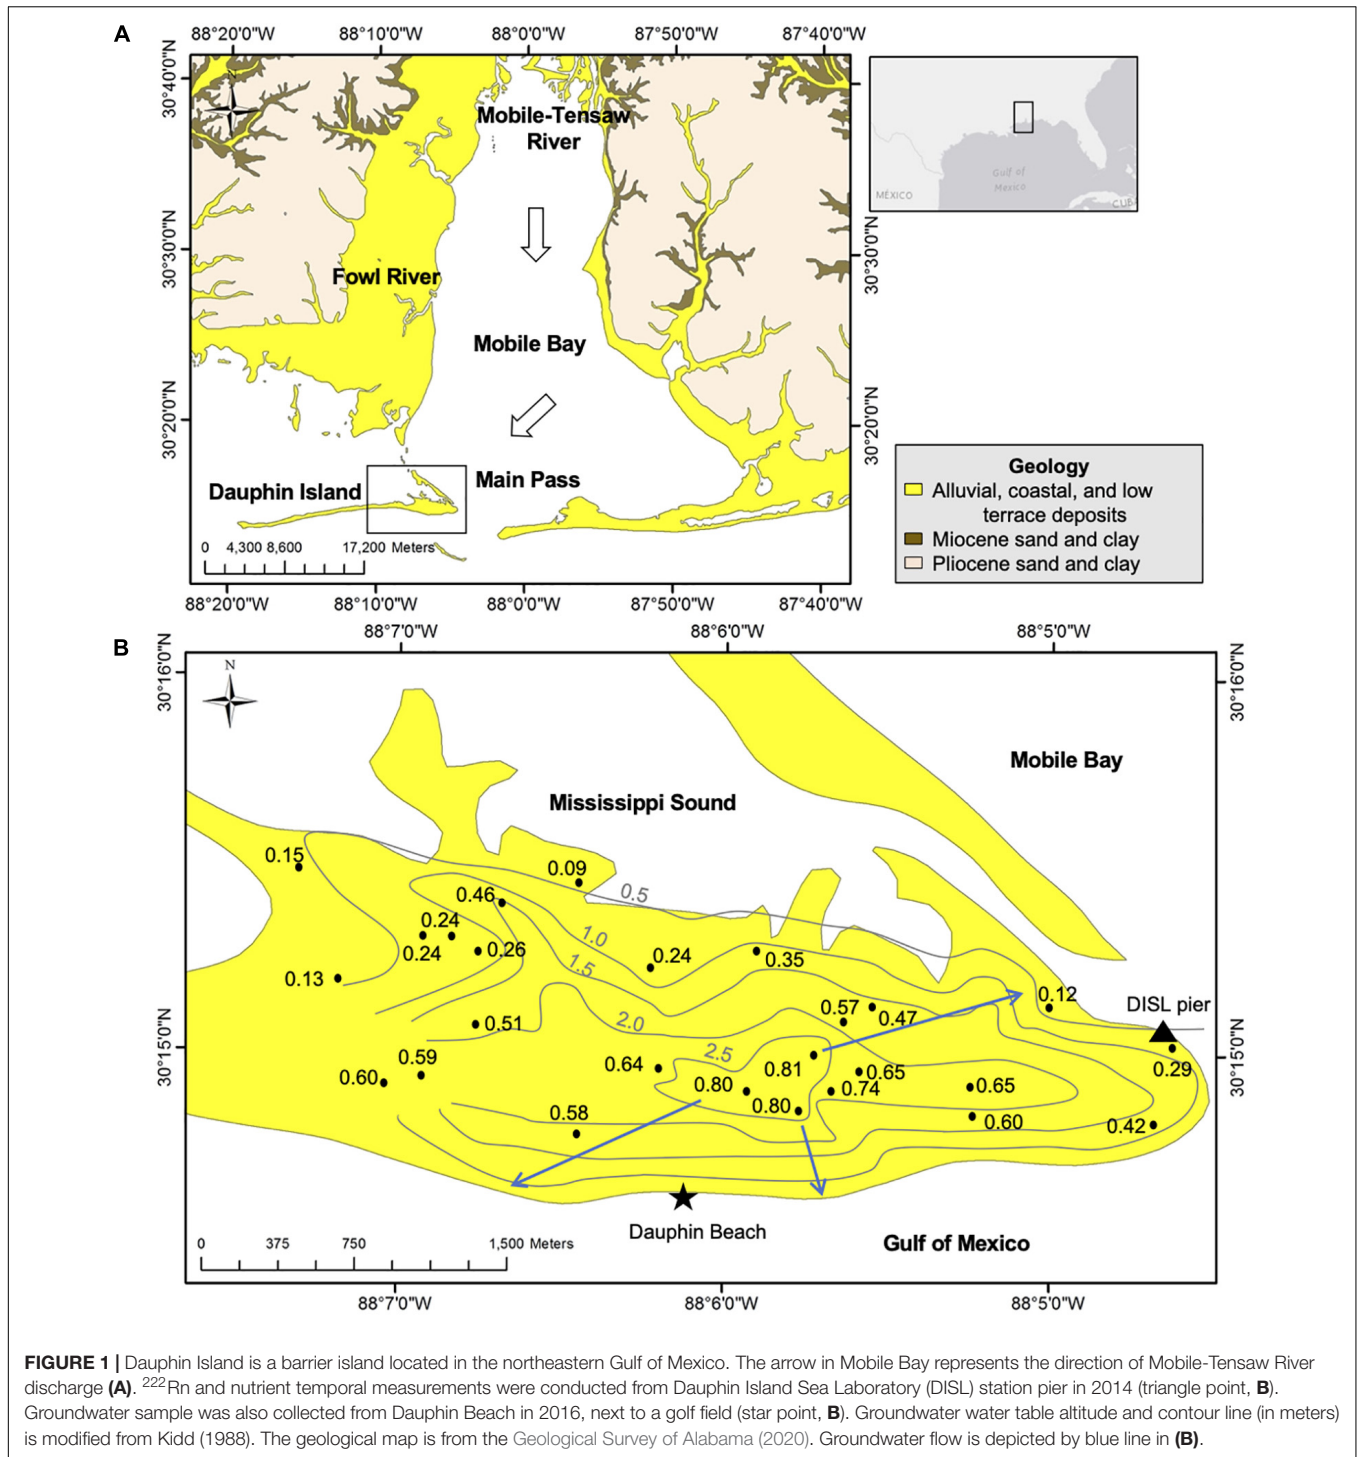 A
88°20'0"W 88°10'0"W 88°0'0"W 87°50'0"W 87°40'0"W
30°40'0"N
30°30'0"N
30°20'0"N
30°30'0"N
30°20'0"N
N
Mobile-Tensaw
River
Fowl River
Mobile Bay
Main Pass
Dauphin Island
0 4,300 8,600 17,200 Meters
88°20'0"W 88°10'0"W 88°0'0"W 87°50'0"W 87°40'0"W
Gulf of
Mexico
MÉXICO
CUB
Geology
Alluvial, coastal, and low
terrace deposits
Miocene sand and clay
Pliocene sand and clay
B
88°7'0"W 88°6'0"W 88°5'0"W
30°16'0"N
30°15'0"N
30°16'0"N
30°15'0"N
N
Mobile Bay
Mississippi Sound
0.15
0.09
0.5
0.46
0.24
1.0
0.24
0.26
0.24
0.35
1.5
0.13
0.12
DISL pier
0.57
0.47
0.51
2.0
2.5
0.59
0.64
0.81
0.65
0.29
0.60
0.80
0.74
0.65
0.80
0.58
0.60
0.42
Dauphin Beach
Gulf of Mexico
0 375 750 1,500 Meters
88°7'0"W 88°6'0"W 88°5'0"W
FIGURE 1 | Dauphin Island is a barrier island located in the northeastern Gulf of Mexico. The arrow in Mobile Bay represents the direction of Mobile-Tensaw River
discharge (A). ²²²Rn and nutrient temporal measurements were conducted from Dauphin Island Sea Laboratory (DISL) station pier in 2014 (triangle point, B).
Groundwater sample was also collected from Dauphin Beach in 2016, next to a golf field (star point, B). Groundwater water table altitude and contour line (in meters)
is modified from Kidd (1988). The geological map is from the Geological Survey of Alabama (2020). Groundwater flow is depicted by blue line in (B).